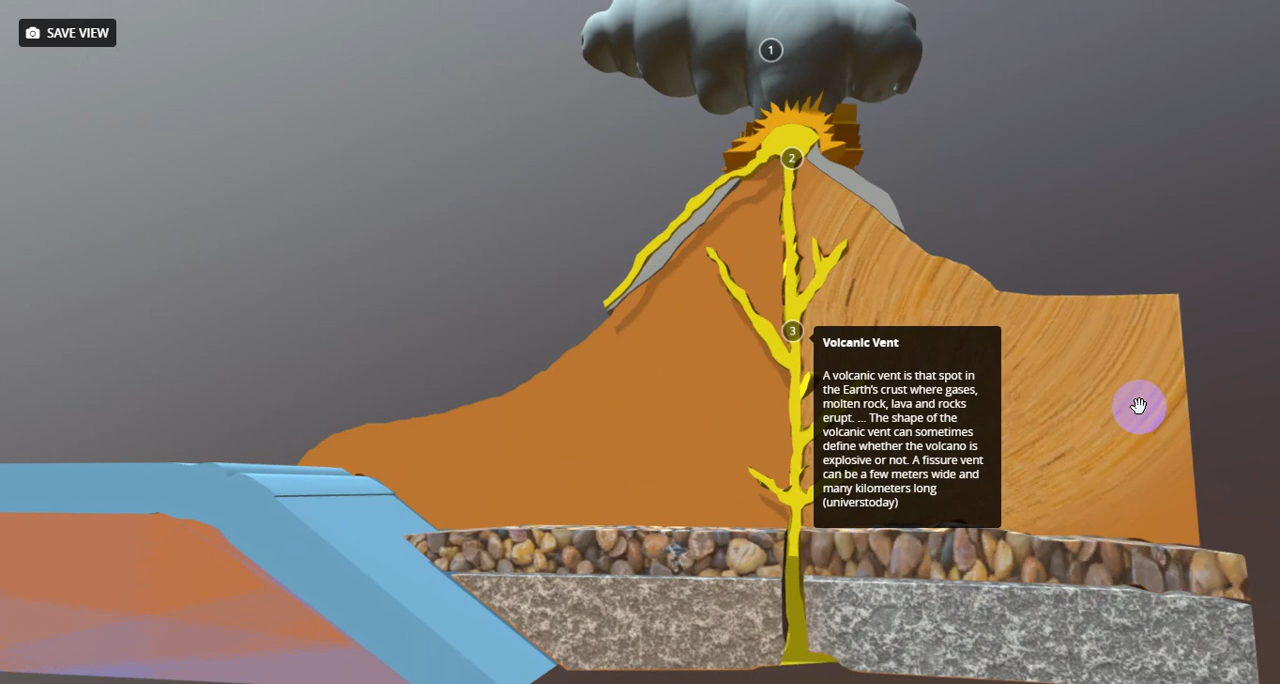 SAVE VIEW
1
2
3
Volcanic Vent
A volcanic vent is that spot in
the Earth's crust where gases,
molten rock, lava and rocks
erupt. ... The shape of the
volcanic vent can sometimes
define whether the volcano is
explosive or not. A fissure vent
can be a few meters wide and
many kilometers long
(universtoday)